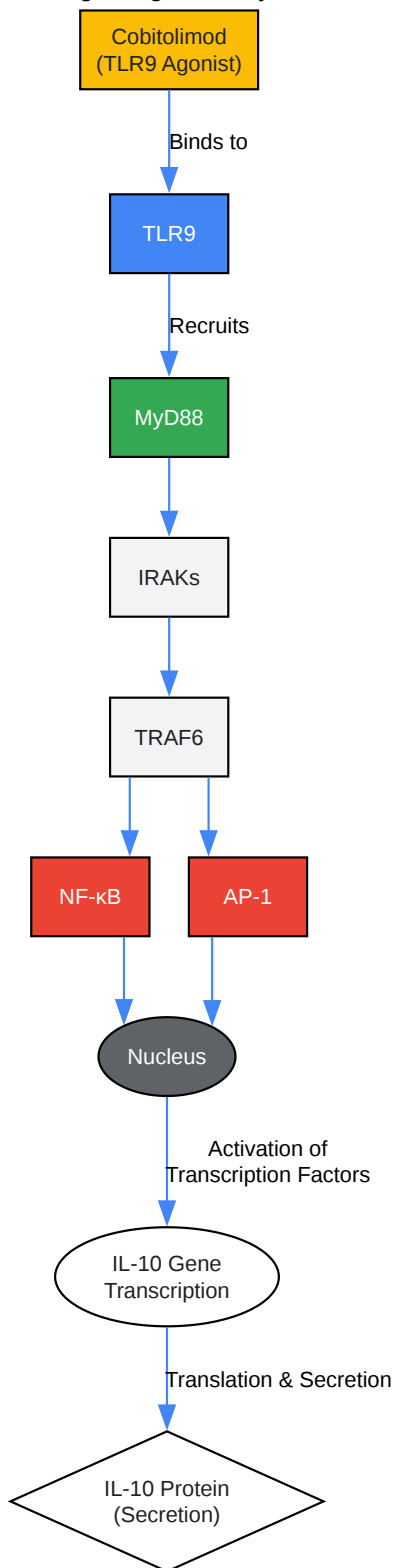 Cobitolimod
(TLR9 Agonist)
Binds to
TLR9
Recruits
MyD88
IRAKs
TRAF6
NF-κB
AP-1
Nucleus
Activation of
Transcription Factors
IL-10 Gene
Transcription
Translation & Secretion
IL-10 Protein
(Secretion)